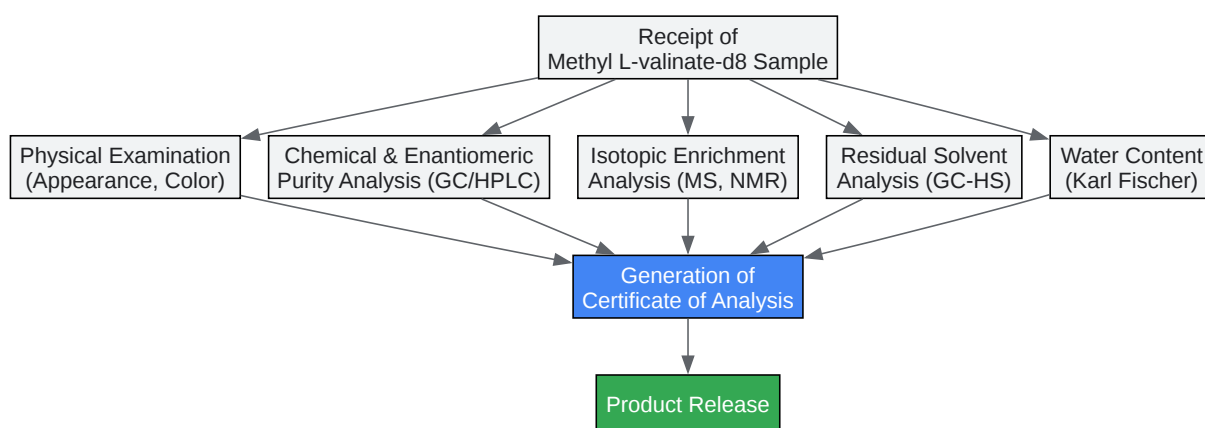 Receipt of
Methyl L-valinate-d8 Sample
Physical Examination
(Appearance, Color)
Chemical & Enantiomeric
Purity Analysis (GC/HPLC)
Isotopic Enrichment
Analysis (MS, NMR)
Residual Solvent
Analysis (GC-HS)
Water Content
(Karl Fischer)
Generation of
Certificate of Analysis
Product Release